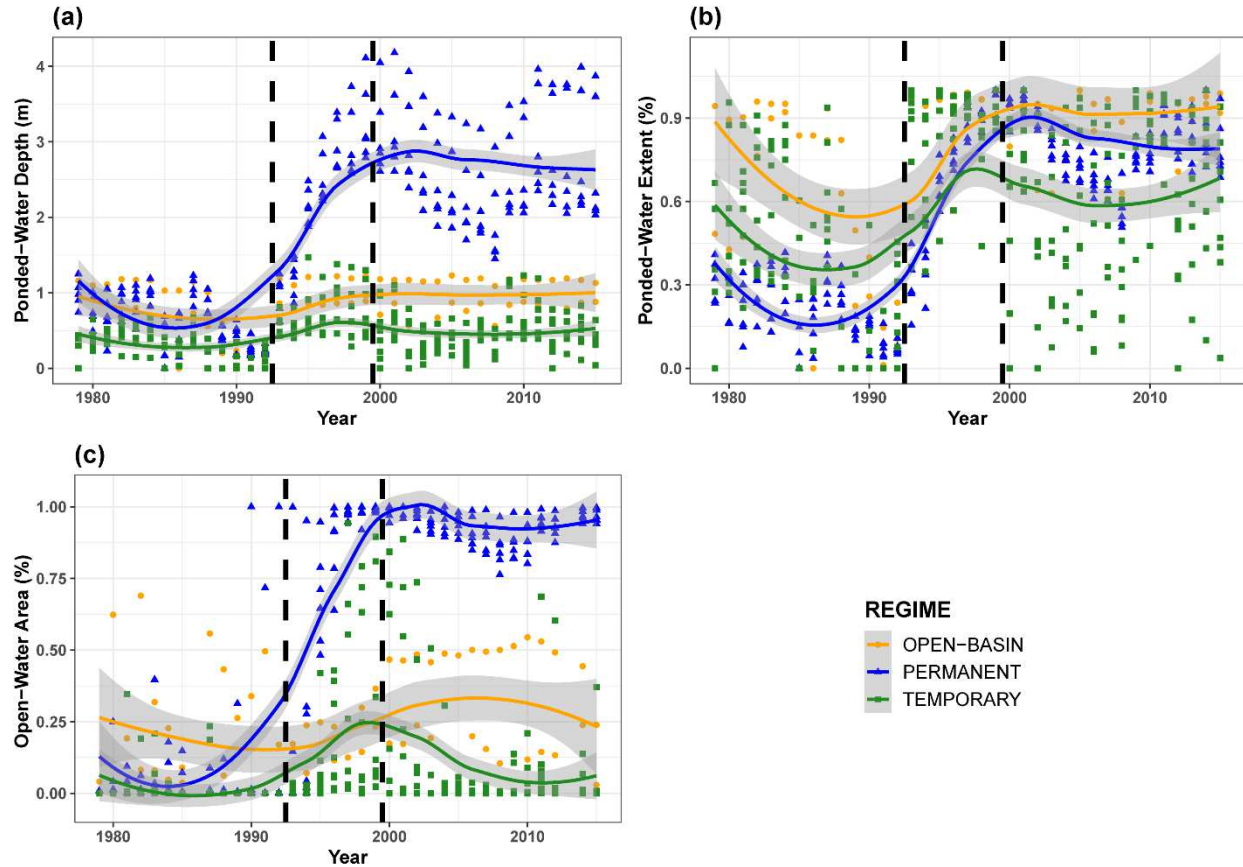 (a)
Ponded−Water Depth (m)
4
3
2
1
0
1980 1990 2000 2010
Year
(b)
Ponded−Water Extent (%)
0.9
0.6
0.3
0.0
1980 1990 2000 2010
Year
(c)
Open−Water Area (%)
1.00
0.75
0.50
0.25
0.00
1980 1990 2000 2010
Year
REGIME
OPEN−BASIN
PERMANENT
TEMPORARY